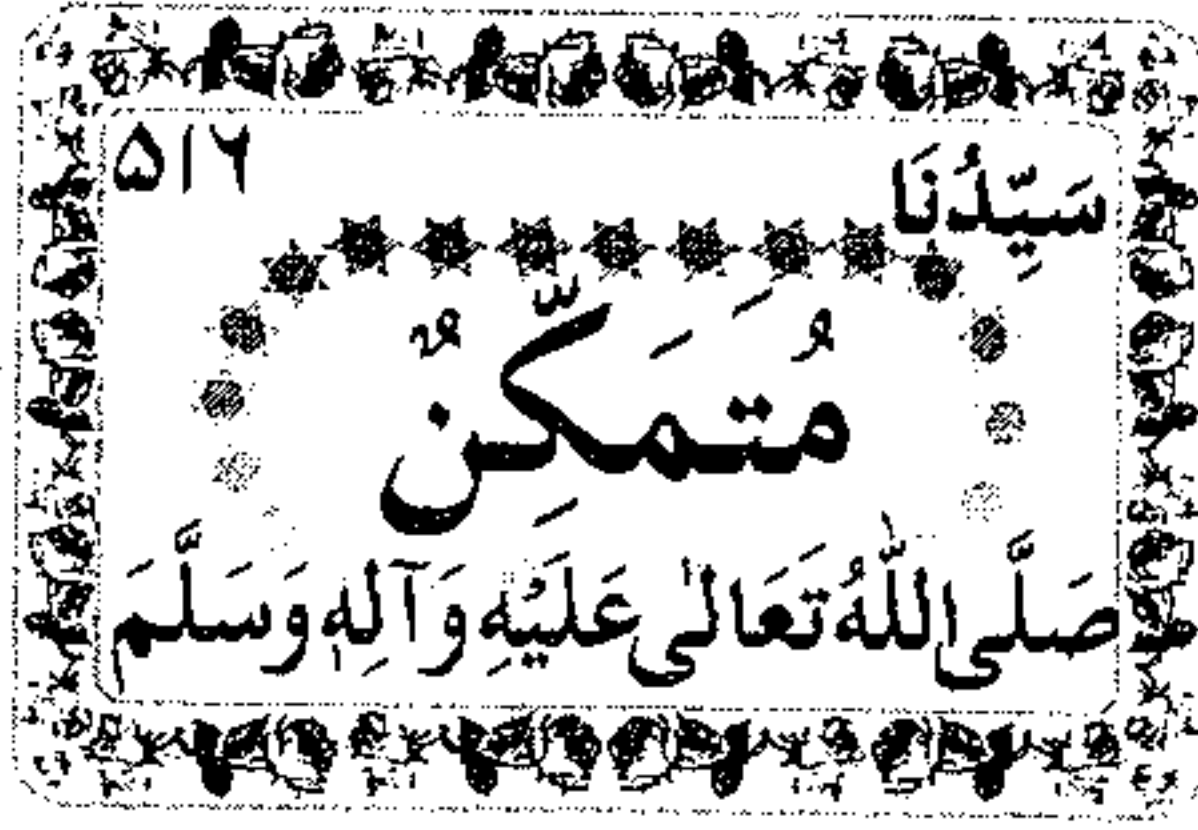 سَيِّدُنَا ۵۱۶
مُتَمَكِّنٌ
صَلَّی اللّٰهُ تَعَالٰی عَلَيْهِ وَآلِهٖ وَسَلَّمَ